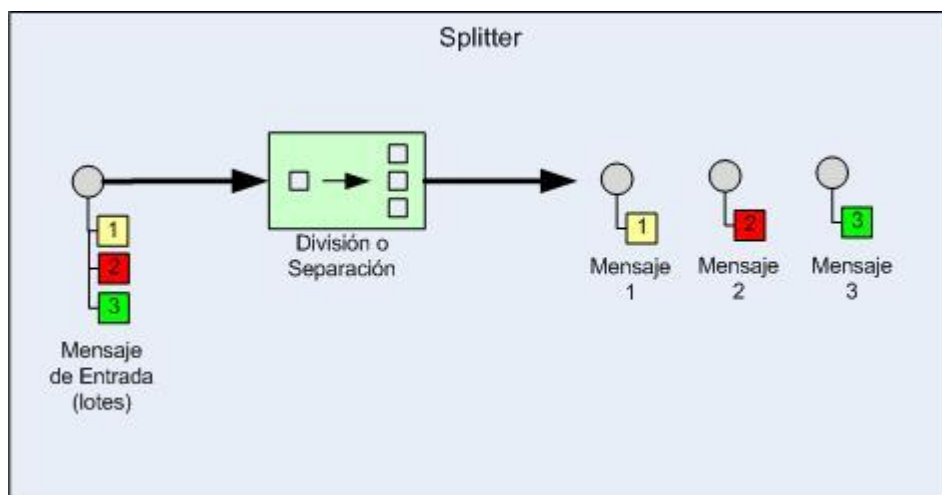 Splitter
1
2
3
Mensaje
de Entrada
(lotes)
División o
Separación
1
Mensaje
1
2
Mensaje
2
3
Mensaje
3